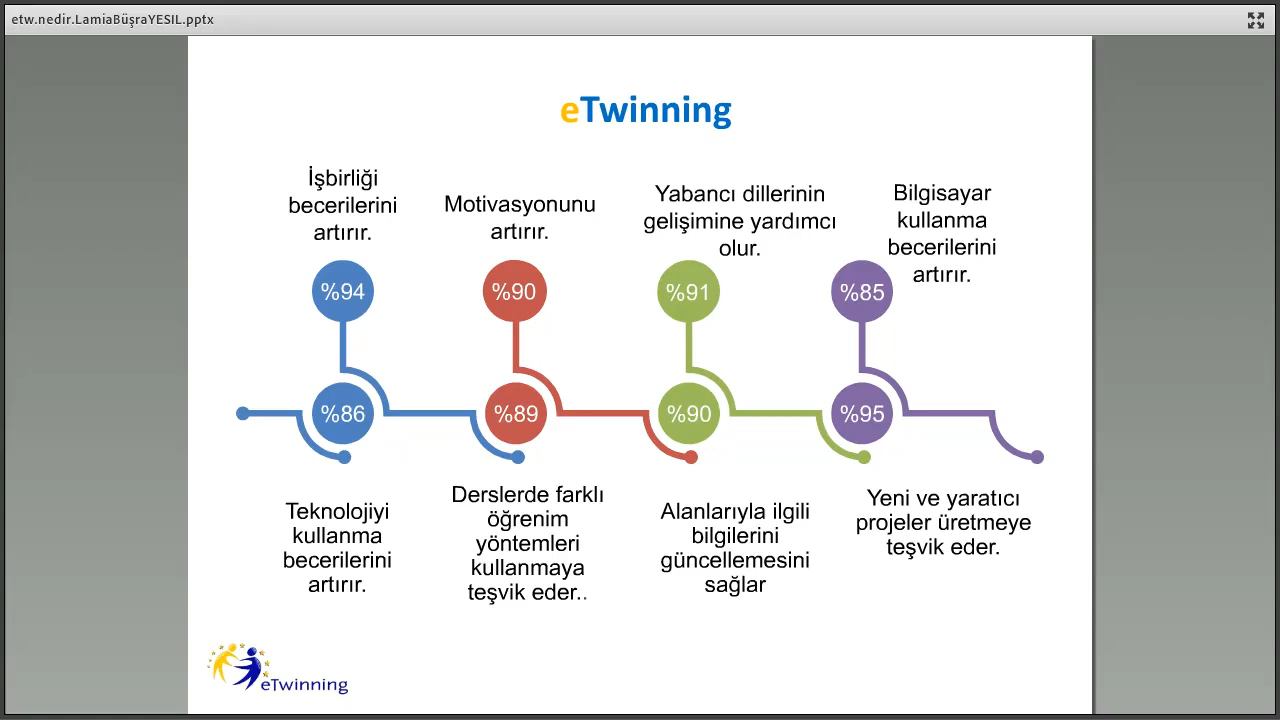 etw.nedir.LamiaBüşraYESIL.pptx
eTwinning
İşbirliği
becerilerini
artırır.
Motivasyonunu
artırır.
Yabancı dillerinin
gelişimine yardımcı
olur.
Bilgisayar
kullanma
becerilerini
artırır.
%94
%90
%91
%85
%86
%89
%90
%95
Teknolojiyi
kullanma
becerilerini
artırır.
Derslerde farklı
öğrenim
yöntemleri
kullanmaya
teşvik eder..
Alanlarıyla ilgili
bilgilerini
güncellemesini
sağlar
Yeni ve yaratıcı
projeler üretmeye
teşvik eder.
eTwinning